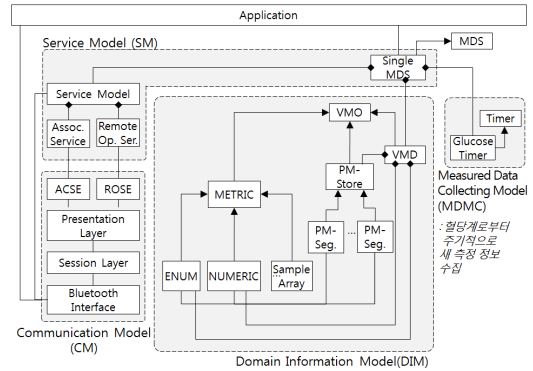 Application
Service Model (SM)
MDS
Single
MDS
Service Model
Assoc.
Service
Remote
Op. Ser.
ACSE
ROSE
Presentation
Layer
Session Layer
Bluetooth
Interface
Communication Model
(CM)
VMO
VMD
PM-
Store
METRIC
PM-
Seg.
...
PM-
Seg.
ENUM
NUMERIC
Sample
Array
Domain Information Model(DIM)
Timer
Glucose
Timer
Measured Data
Collecting Model
(MDMC)
: 혈당계로부터
주기적으로
새 측정 정보
수집